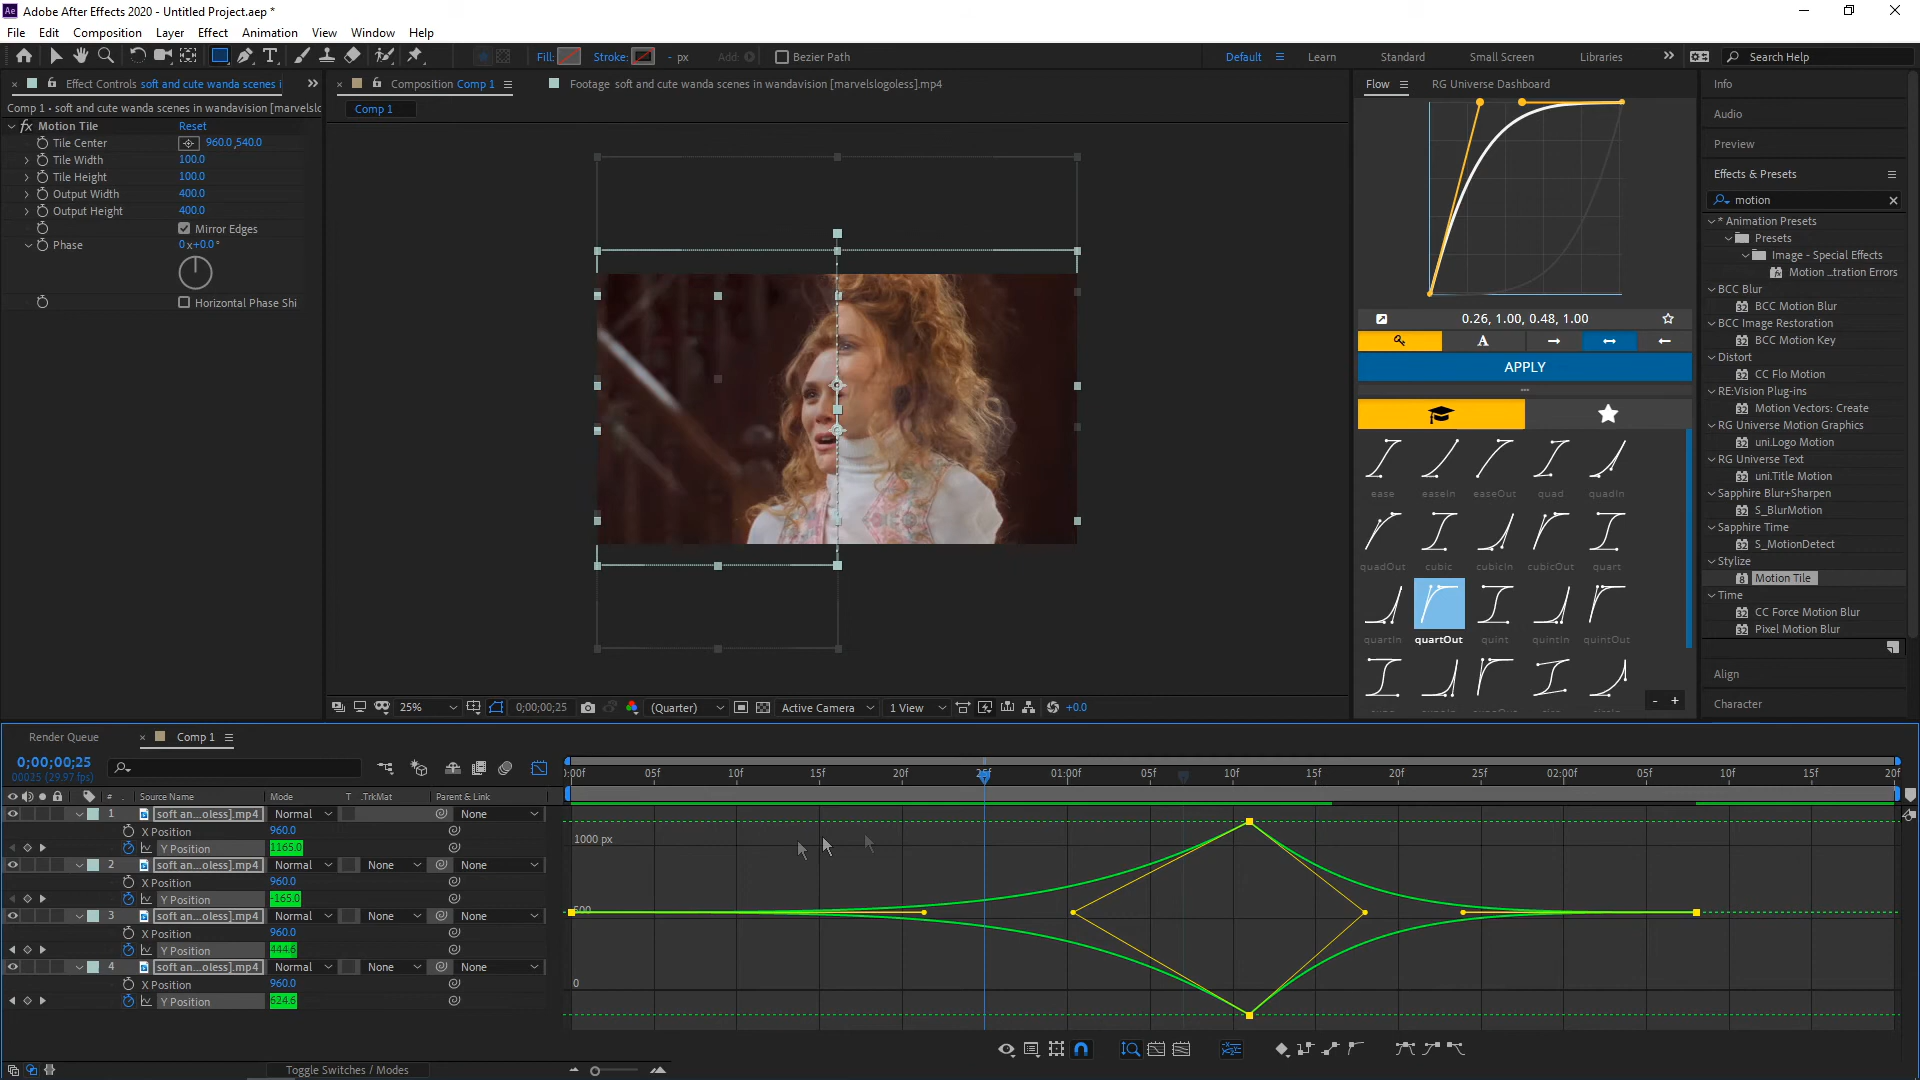 Ae Adobe After Effects 2020 - Untitled Project.aep *
File Edit Composition Layer Effect Animation View Window Help
Fill: Stroke: - px Add: Bezier Path Default Learn Standard Small Screen Libraries Search Help
Effect Controls soft and cute wanda scenes i
Composition Comp 1
Footage soft and cute wanda scenes in wandavision [marvelslogoless].mp4
Comp 1 • soft and cute wanda scenes in wandavision [marvelslo
Comp 1
fx Motion Tile Reset
Tile Center 960.0,540.0
Tile Width 100.0
Tile Height 100.0
Output Width 400.0
Output Height 400.0
Mirror Edges
Phase 0x+0.0°
Horizontal Phase Shi
25% 0;00;00;25 (Quarter) Active Camera 1 View +0.0
Flow RG Universe Dashboard
0.26, 1.00, 0.48, 1.00
A
APPLY
ease easeIn easeOut quad quadIn
quadOut cubic cubicIn cubicOut quart
quartIn quartOut quint quintIn quintOut
- +
Info
Audio
Preview
Effects & Presets
motion
* Animation Presets
Presets
Image - Special Effects
Motion ...tration Errors
BCC Blur
BCC Motion Blur
BCC Image Restoration
BCC Motion Key
Distort
CC Flo Motion
RE:Vision Plug-ins
Motion Vectors: Create
RG Universe Motion Graphics
uni.Logo Motion
RG Universe Text
uni.Title Motion
Sapphire Blur+Sharpen
S_BlurMotion
Sapphire Time
S_MotionDetect
Stylize
Motion Tile
Time
CC Force Motion Blur
Pixel Motion Blur
Align
Character
Render Queue Comp 1
0;00;00;25
00025 (29.97 fps)
0:00f 05f 10f 15f 20f 25f 01:00f 05f 10f 15f 20f 25f 02:00f 05f 10f 15f 20f
# Source Name Mode T .TrkMat Parent & Link
1 soft an...oless].mp4 Normal None
X Position 960.0
Y Position 1165.0
2 soft an...oless].mp4 Normal None None
X Position 960.0
Y Position -165.0
3 soft an...oless].mp4 Normal None None
X Position 960.0
Y Position 444.6
4 soft an...oless].mp4 Normal None None
X Position 960.0
Y Position 624.6
1000 px
500
0
Toggle Switches / Modes